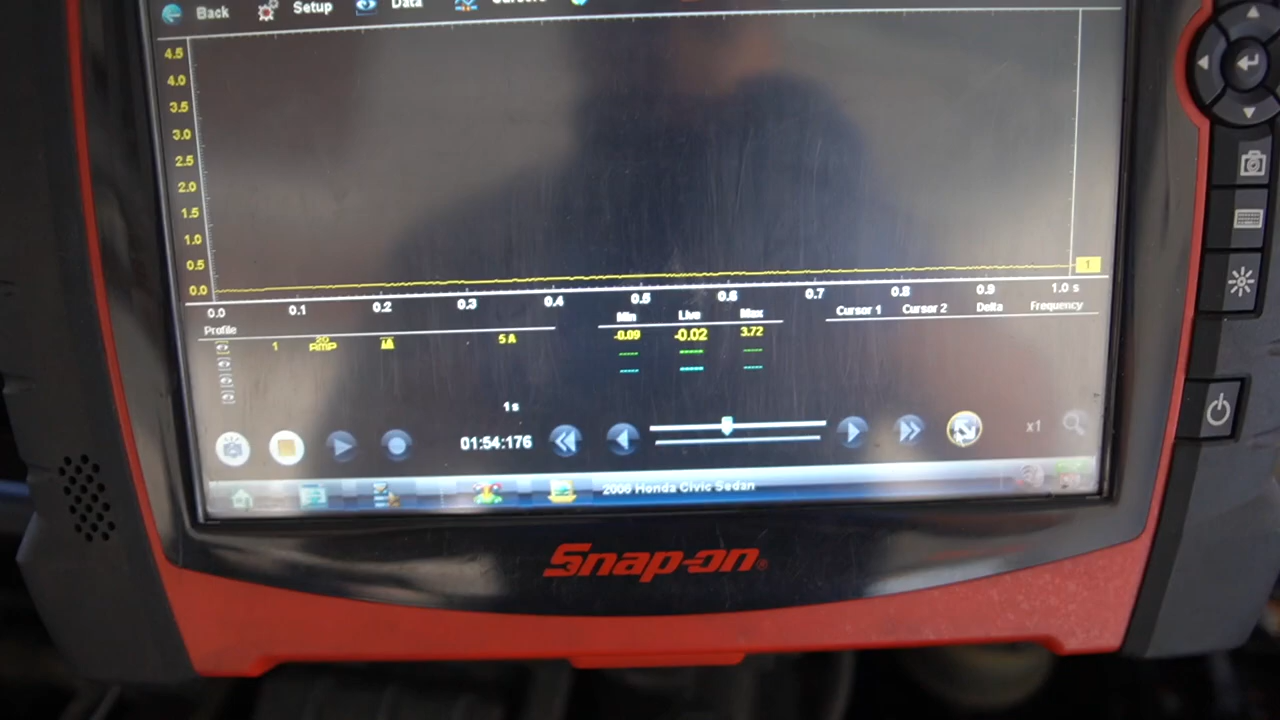 Back Setup Data Cursors
4.5
4.0
3.5
3.0
2.5
2.0
1.5
1.0
0.5
0.0
1
0.0 0.1 0.2 0.3 0.4 0.5 0.6 0.7 0.8 0.9 1.0 s
Profile Min Live Max Cursor 1 Cursor 2 Delta Frequency
1 20 AMP 5 A -0.09 -0.02 3.72
1 s
01:54:176 x1
2006 Honda Civic Sedan
Snap-on